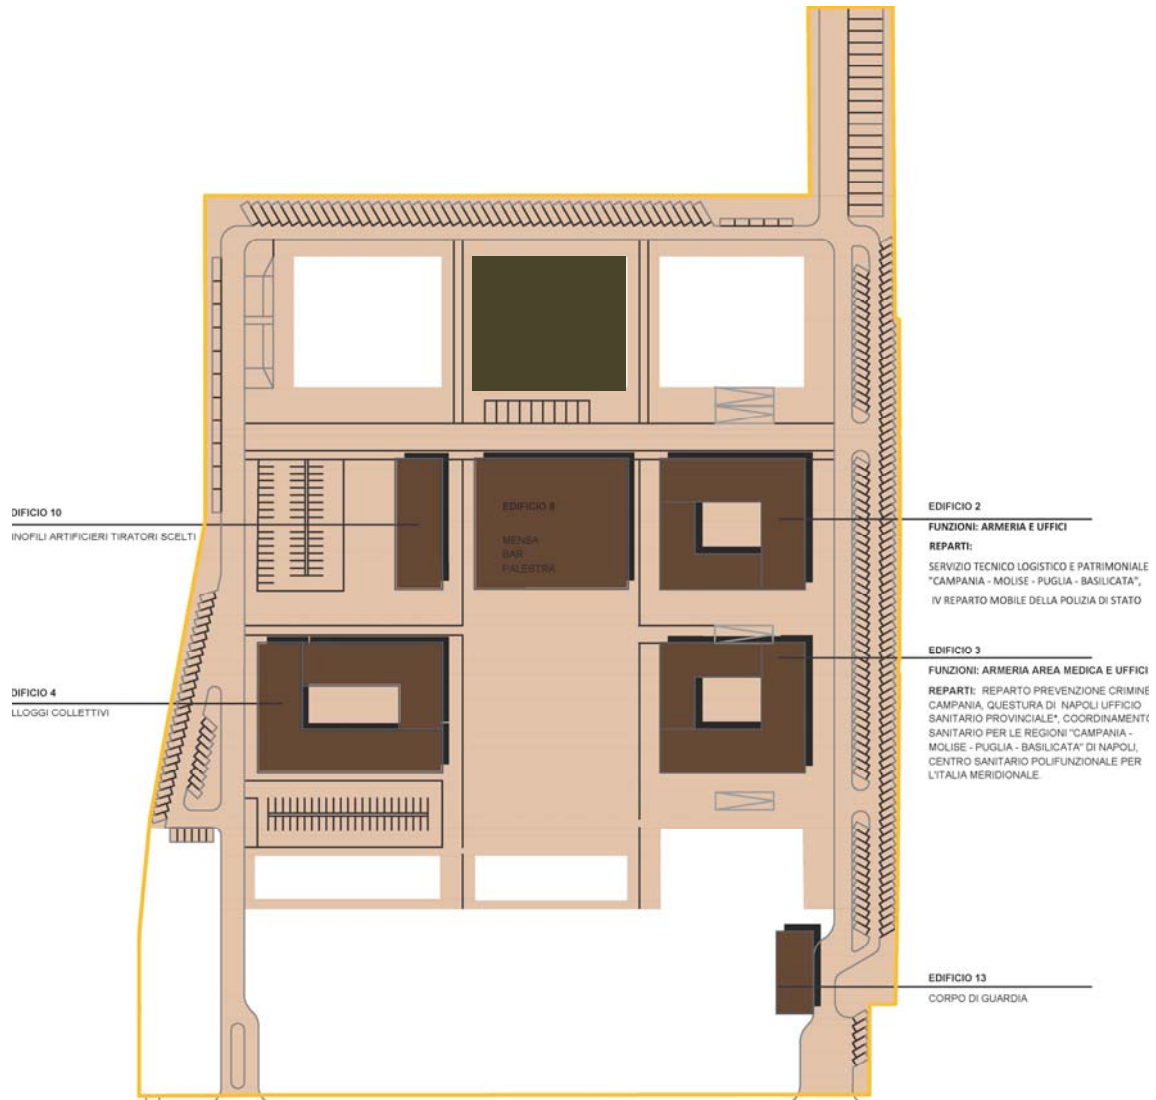 DIFICIO 10
INOFILI ARTIFICIERI TIRATORI SCELTI
DIFICIO 4
LLOGGI COLLETTIVI
EDIFICIO 8
MENSA
BAR
PALESTRA
EDIFICIO 2
FUNZIONI: ARMERIA E UFFICI
REPARTI:
SERVIZIO TECNICO LOGISTICO E PATRIMONIALE
"CAMPANIA - MOLISE - PUGLIA - BASILICATA",
IV REPARTO MOBILE DELLA POLIZIA DI STATO
EDIFICIO 3
FUNZIONI: ARMERIA AREA MEDICA E UFFICI
REPARTI: REPARTO PREVENZIONE CRIMINE
CAMPANIA, QUESTURA DI NAPOLI UFFICIO
SANITARIO PROVINCIALE*, COORDINAMENTO
SANITARIO PER LE REGIONI "CAMPANIA -
MOLISE - PUGLIA - BASILICATA" DI NAPOLI,
CENTRO SANITARIO POLIFUNZIONALE PER
L'ITALIA MERIDIONALE.
EDIFICIO 13
CORPO DI GUARDIA